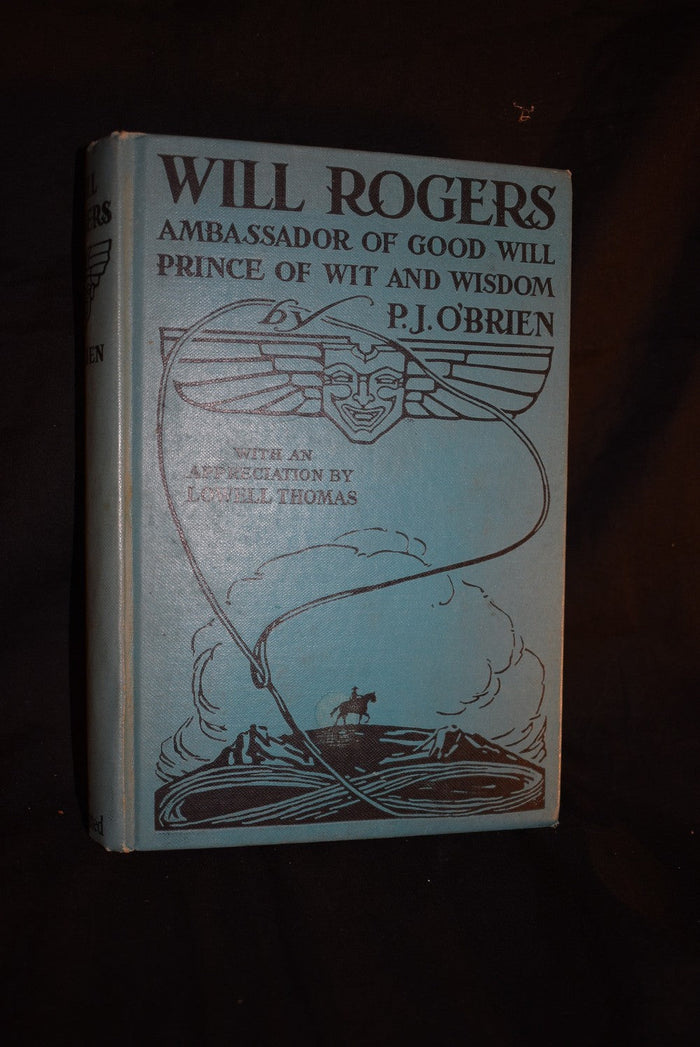 WILL ROGERS
AMBASSADOR OF GOOD WILL
PRINCE OF WIT AND WISDOM
by P.J. O'BRIEN
WITH AN
APPRECIATION BY
LOWELL THOMAS